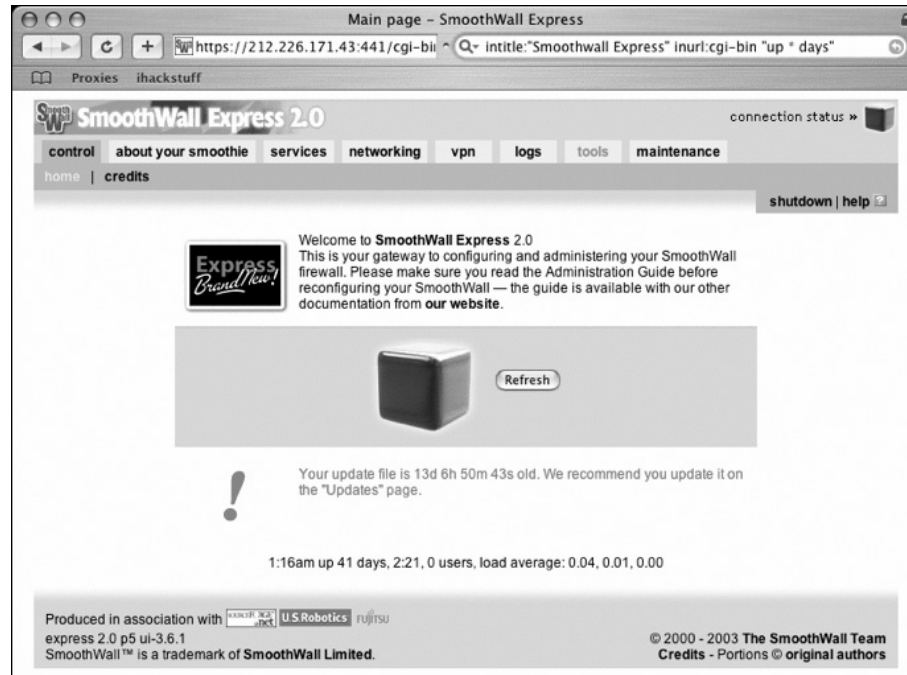 Main page – SmoothWall Express
https://212.226.171.43:441/cgi-bin
intitle:"Smoothwall Express" inurl:cgi-bin "up * days"
Proxies ihackstuff
SmoothWall Express 2.0
connection status »
control about your smoothie services networking vpn logs tools maintenance
home | credits
shutdown | help
Express
Brand New!
Welcome to SmoothWall Express 2.0
This is your gateway to configuring and administering your SmoothWall
firewall. Please make sure you read the Administration Guide before
reconfiguring your SmoothWall — the guide is available with our other
documentation from our website.
Refresh
Your update file is 13d 6h 50m 43s old. We recommend you update it on
the "Updates" page.
1:16am up 41 days, 2:21, 0 users, load average: 0.04, 0.01, 0.00
Produced in association with .net U.S.Robotics FUJITSU
express 2.0 p5 ui-3.6.1
SmoothWall™ is a trademark of SmoothWall Limited.
© 2000 - 2003 The SmoothWall Team
Credits - Portions © original authors